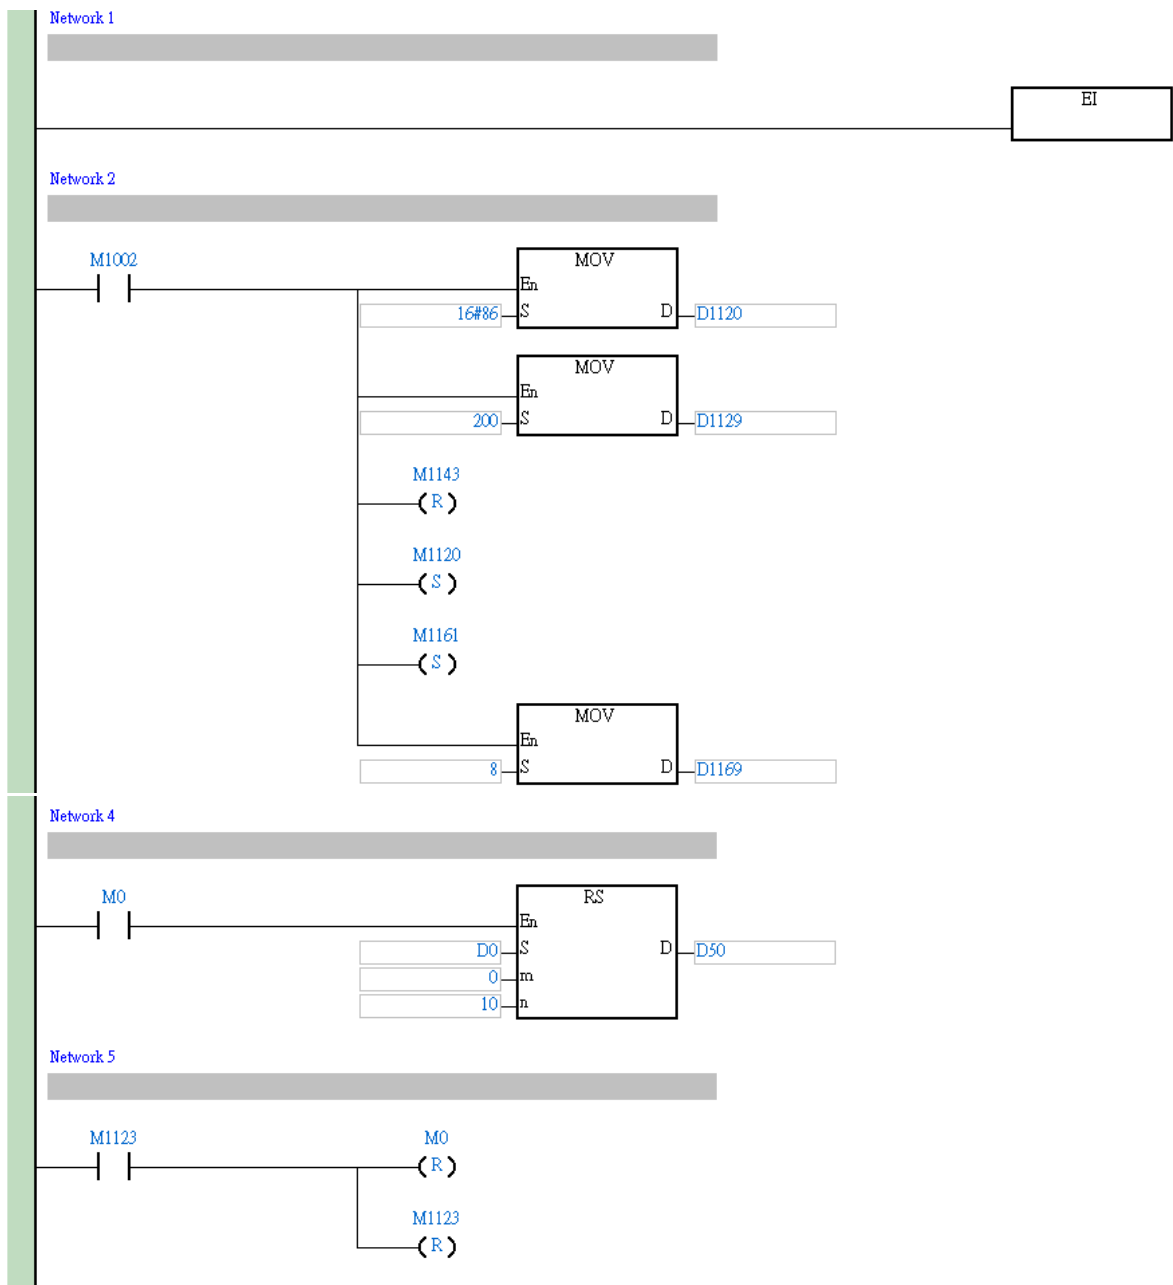 Network 1
EI
Network 2
M1002
MOV
En
16#86 S D D1120
MOV
En
200 S D D1129
M1143
( R )
M1120
( S )
M1161
( S )
MOV
En
8 S D D1169
Network 4
M0
RS
En
D0 S D D50
0 m
10 n
Network 5
M1123 M0
( R )
M1123
( R )